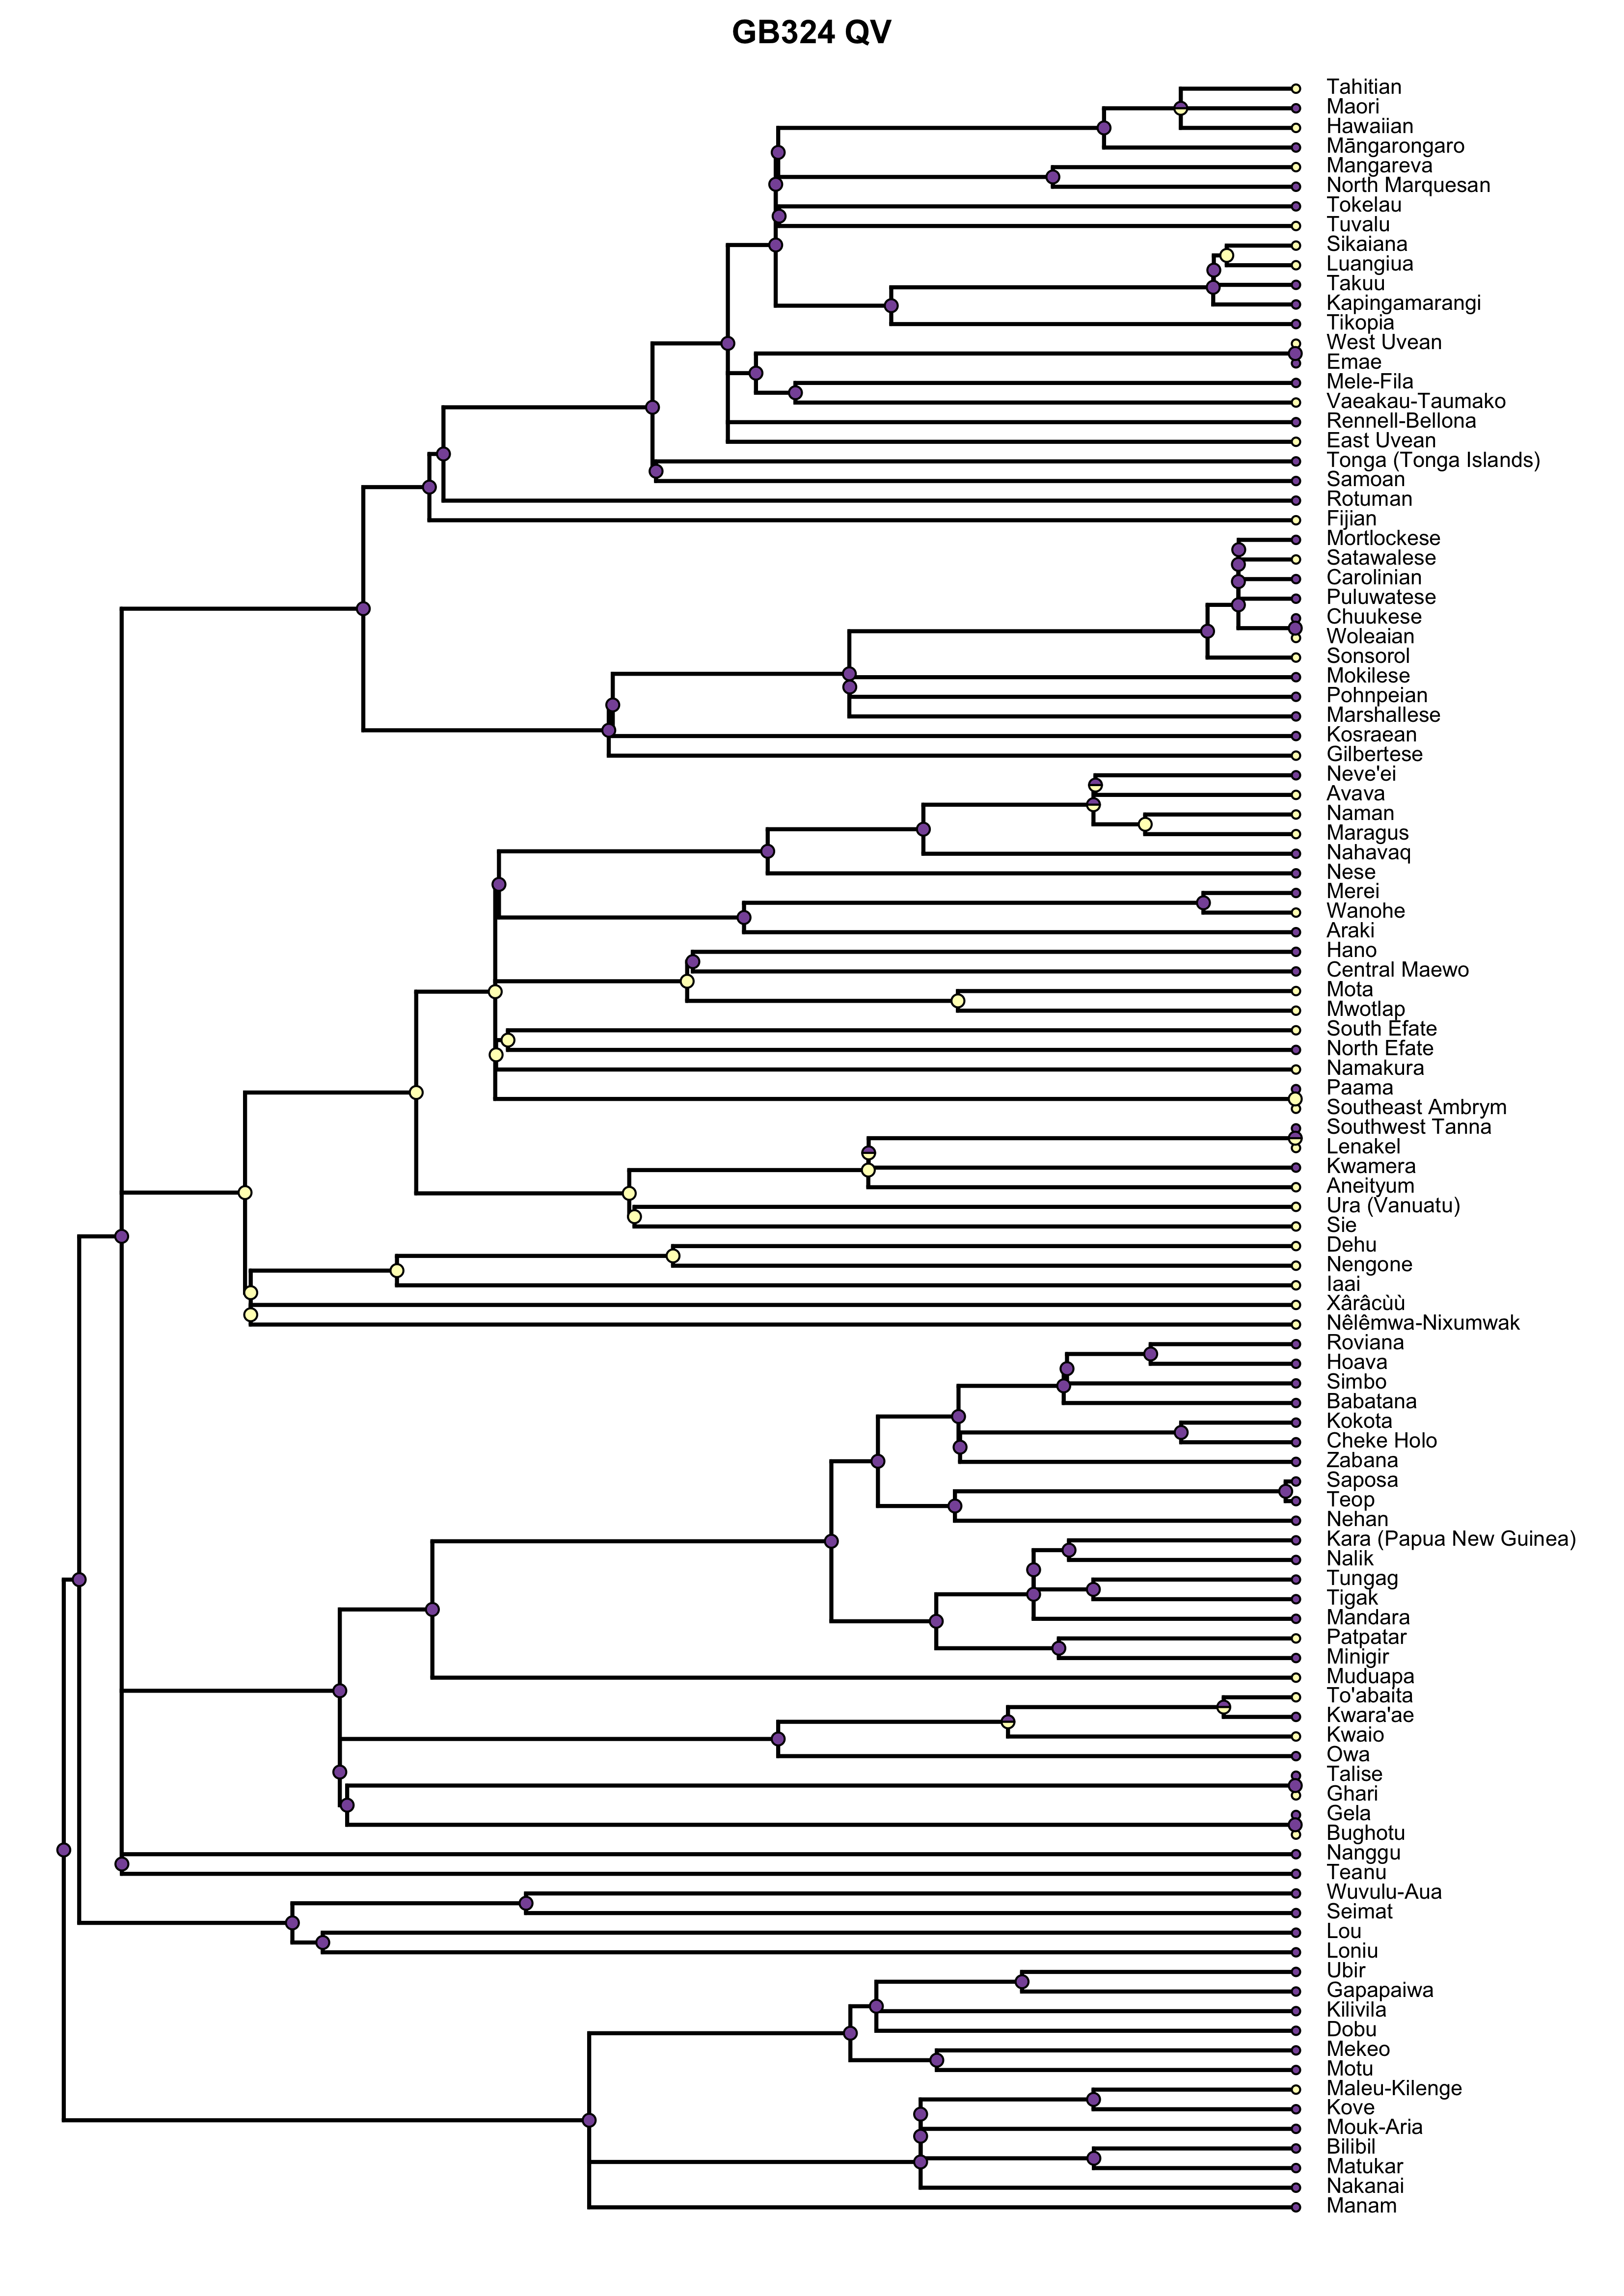 GB324 QV
Tahitian
Maori
Hawaiian
Māngarongaro
Mangareva
North Marquesan
Tokelau
Tuvalu
Sikaiana
Luangiua
Takuu
Kapingamarangi
Tikopia
West Uvean
Emae
Mele-Fila
Vaeakau-Taumako
Rennell-Bellona
East Uvean
Tonga (Tonga Islands)
Samoan
Rotuman
Fijian
Mortlockese
Satawalese
Carolinian
Puluwatese
Chuukese
Woleaian
Sonsorol
Mokilese
Pohnpeian
Marshallese
Kosraean
Gilbertese
Neve'ei
Avava
Naman
Maragus
Nahavaq
Nese
Merei
Wanohe
Araki
Hano
Central Maewo
Mota
Mwotlap
South Efate
North Efate
Namakura
Paama
Southeast Ambrym
Southwest Tanna
Lenakel
Kwamera
Aneityum
Ura (Vanuatu)
Sie
Dehu
Nengone
Iaai
Xârâcùù
Nêlêmwa-Nixumwak
Roviana
Hoava
Simbo
Babatana
Kokota
Cheke Holo
Zabana
Saposa
Teop
Nehan
Kara (Papua New Guinea)
Nalik
Tungag
Tigak
Mandara
Patpatar
Minigir
Muduapa
To'abaita
Kwara'ae
Kwaio
Owa
Talise
Ghari
Gela
Bughotu
Nanggu
Teanu
Wuvulu-Aua
Seimat
Lou
Loniu
Ubir
Gapapaiwa
Kilivila
Dobu
Mekeo
Motu
Maleu-Kilenge
Kove
Mouk-Aria
Bilibil
Matukar
Nakanai
Manam